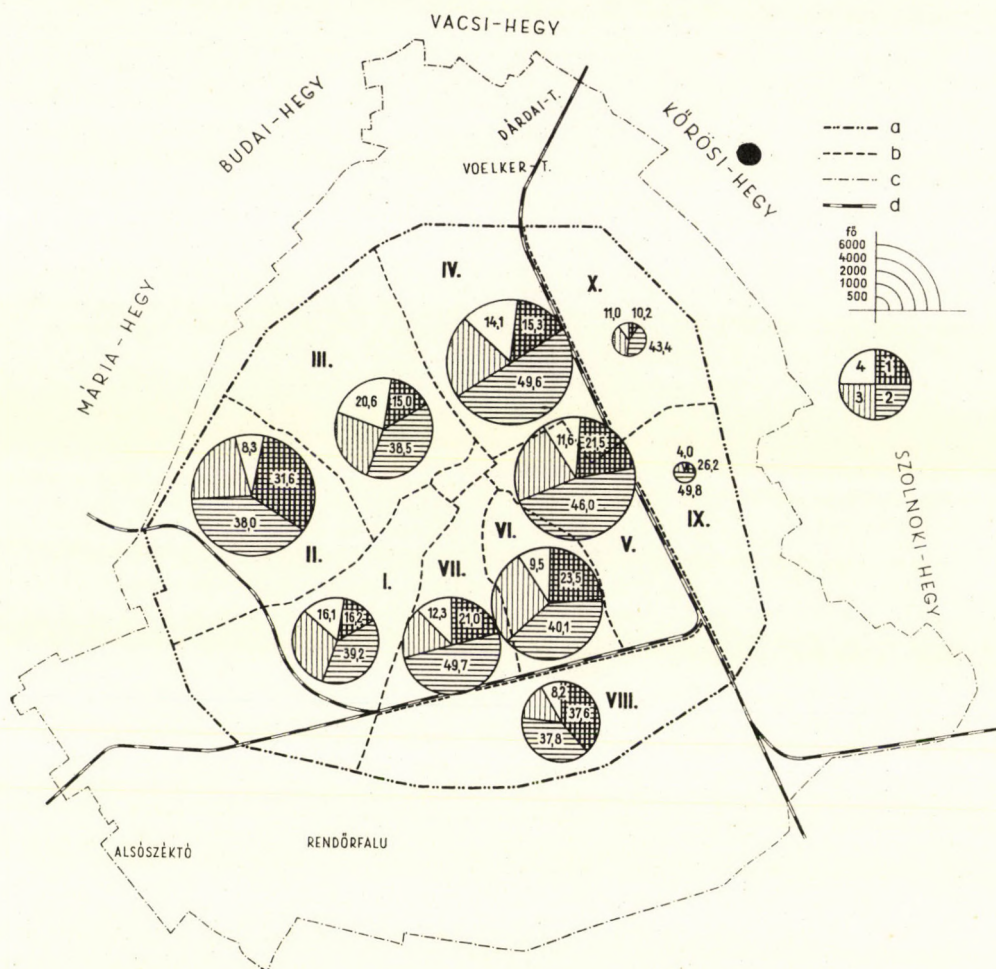 VACSI-HEGY
BUDAI-HEGY
DÁRDAI-T.
KŐRÖSI-HEGY
VOELKER-T.
a
b
c
d
fő
6000
4000
2000
1000
500
MÁRIA-HEGY
IV.
14,1
15,3
49,6
X.
11,0
10,2
43,4
III.
20,6
15,0
38,5
4
1
3
2
8,3
31,6
38,0
II.
11,6
21,5
46,0
V.
4,0
26,2
49,8
IX.
SZOLNOKI-HEGY
VI.
9,5
23,5
40,1
VII.
12,3
21,0
49,7
I.
16,1
16,2
39,2
VIII.
8,2
37,6
37,8
ALSÓSZÉKTÓ
RENDŐRFALU